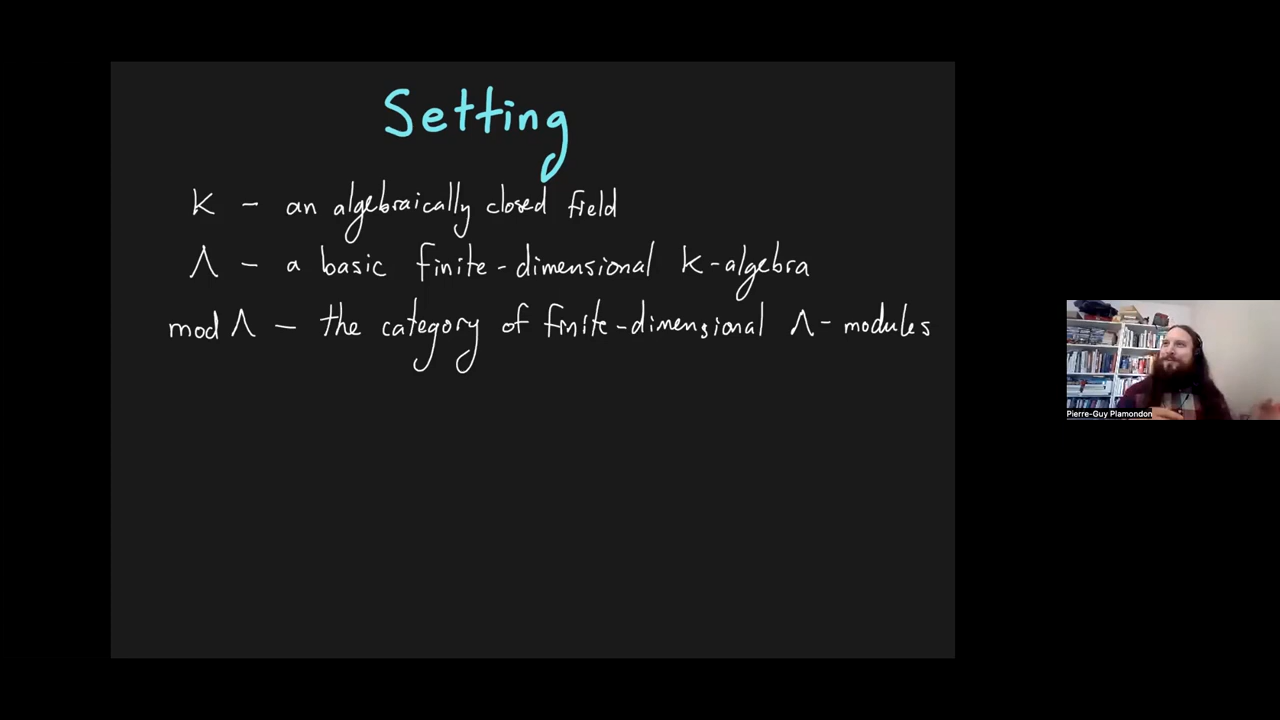 Setting
K - an algebraically closed field
Λ - a basic finite-dimensional K-algebra
mod Λ - the category of finite-dimensional Λ-modules
Pierre-Guy Plamondon